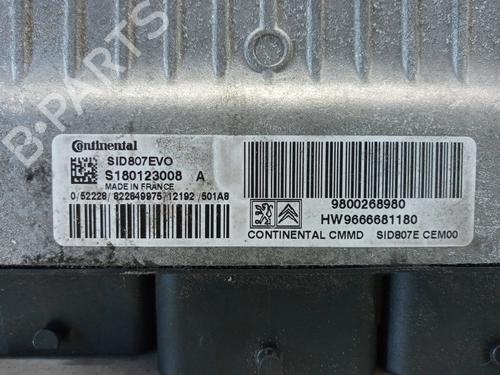 Continental
SID807EVO
S180123008 A
MADE IN FRANCE
0/52228/822849975/12192/501A8
9800268980
HW9666681180
CONTINENTAL CMMD SID807E CEM00
B-PARTS